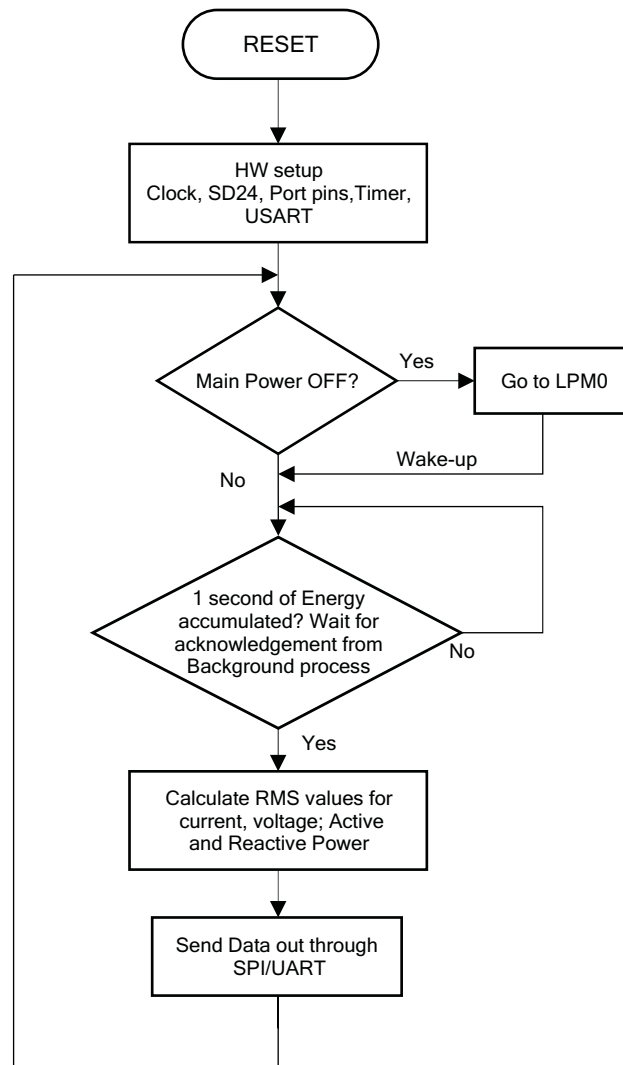 RESET
HW setup
Clock, SD24, Port pins,Timer,
USART
Main Power OFF?
Yes
Go to LPM0
Wake-up
No
1 second of Energy
accumulated? Wait for
acknowledgement from
Background process
No
Yes
Calculate RMS values for
current, voltage; Active
and Reactive Power
Send Data out through
SPI/UART